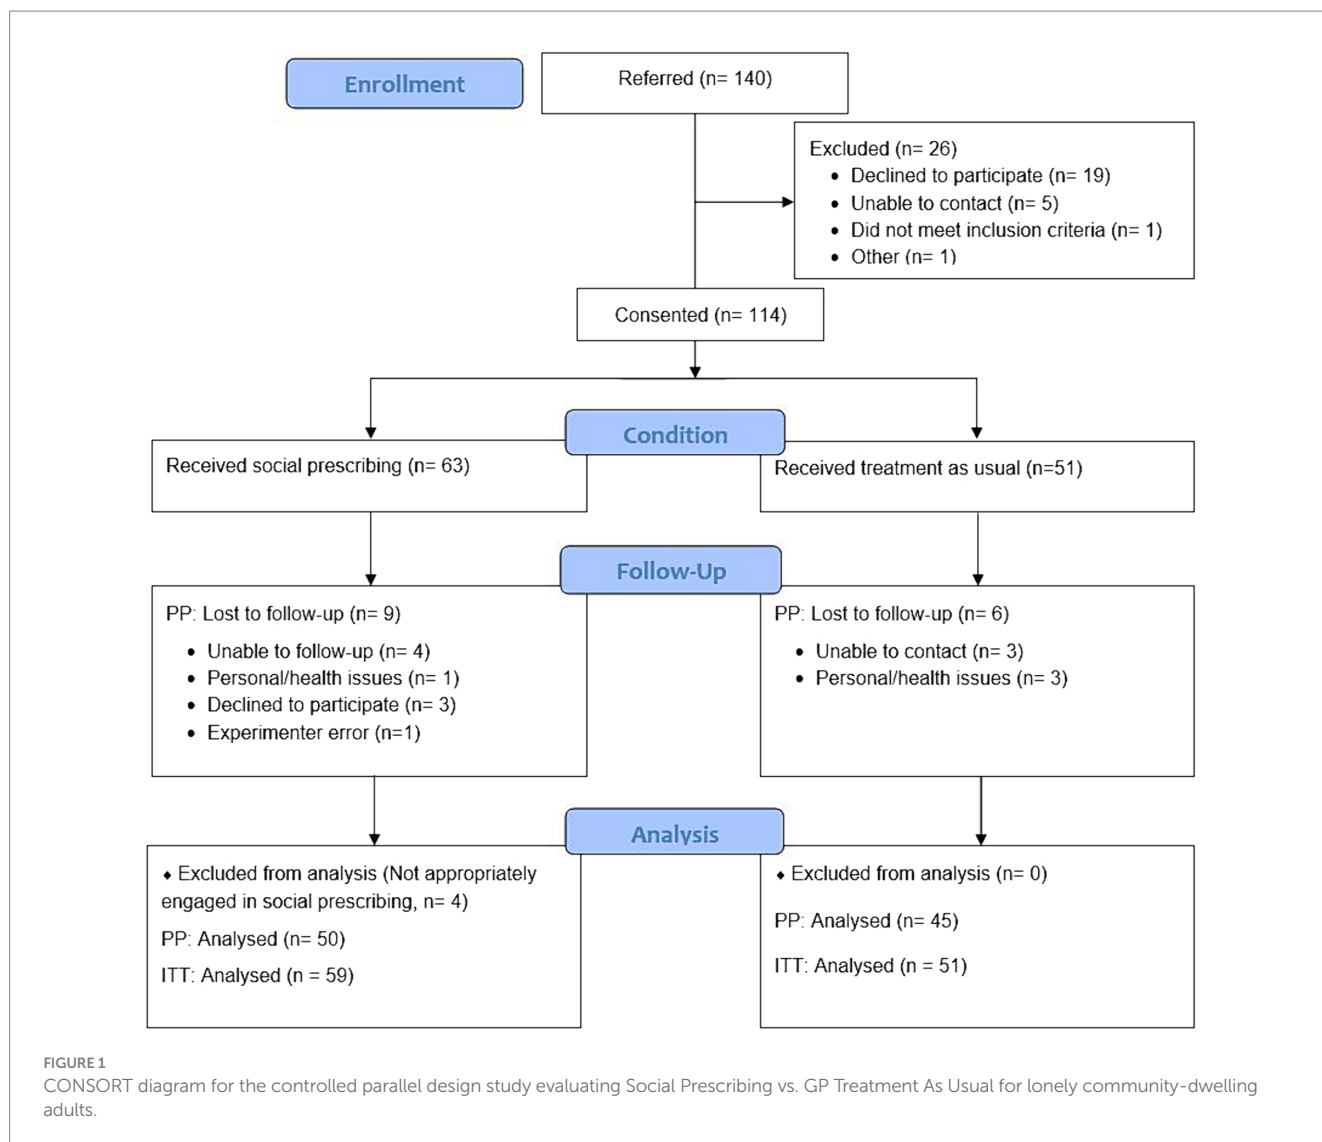 Enrollment
Referred (n= 140)
Excluded (n= 26)
• Declined to participate (n= 19)
• Unable to contact (n= 5)
• Did not meet inclusion criteria (n= 1)
• Other (n= 1)
Consented (n= 114)
Condition
Received social prescribing (n= 63)
Received treatment as usual (n=51)
Follow-Up
PP: Lost to follow-up (n= 9)
• Unable to follow-up (n= 4)
• Personal/health issues (n= 1)
• Declined to participate (n= 3)
• Experimenter error (n=1)
PP: Lost to follow-up (n= 6)
• Unable to contact (n= 3)
• Personal/health issues (n= 3)
Analysis
⬧ Excluded from analysis (Not appropriately
engaged in social prescribing, n= 4)
PP: Analysed (n= 50)
ITT: Analysed (n = 59)
⬧ Excluded from analysis (n= 0)
PP: Analysed (n= 45)
ITT: Analysed (n = 51)
FIGURE 1
CONSORT diagram for the controlled parallel design study evaluating Social Prescribing vs. GP Treatment As Usual for lonely community-dwelling
adults.